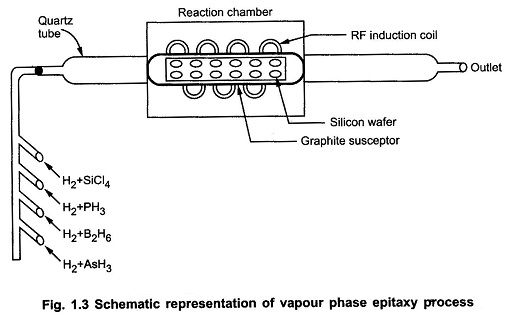 Reaction chamber
Quartz
tube
RF induction coil
Outlet
Silicon wafer
Graphite susceptor
H2+SiCl4
H2+PH3
H2+B2H6
H2+AsH3
Fig. 1.3 Schematic representation of vapour phase epitaxy process